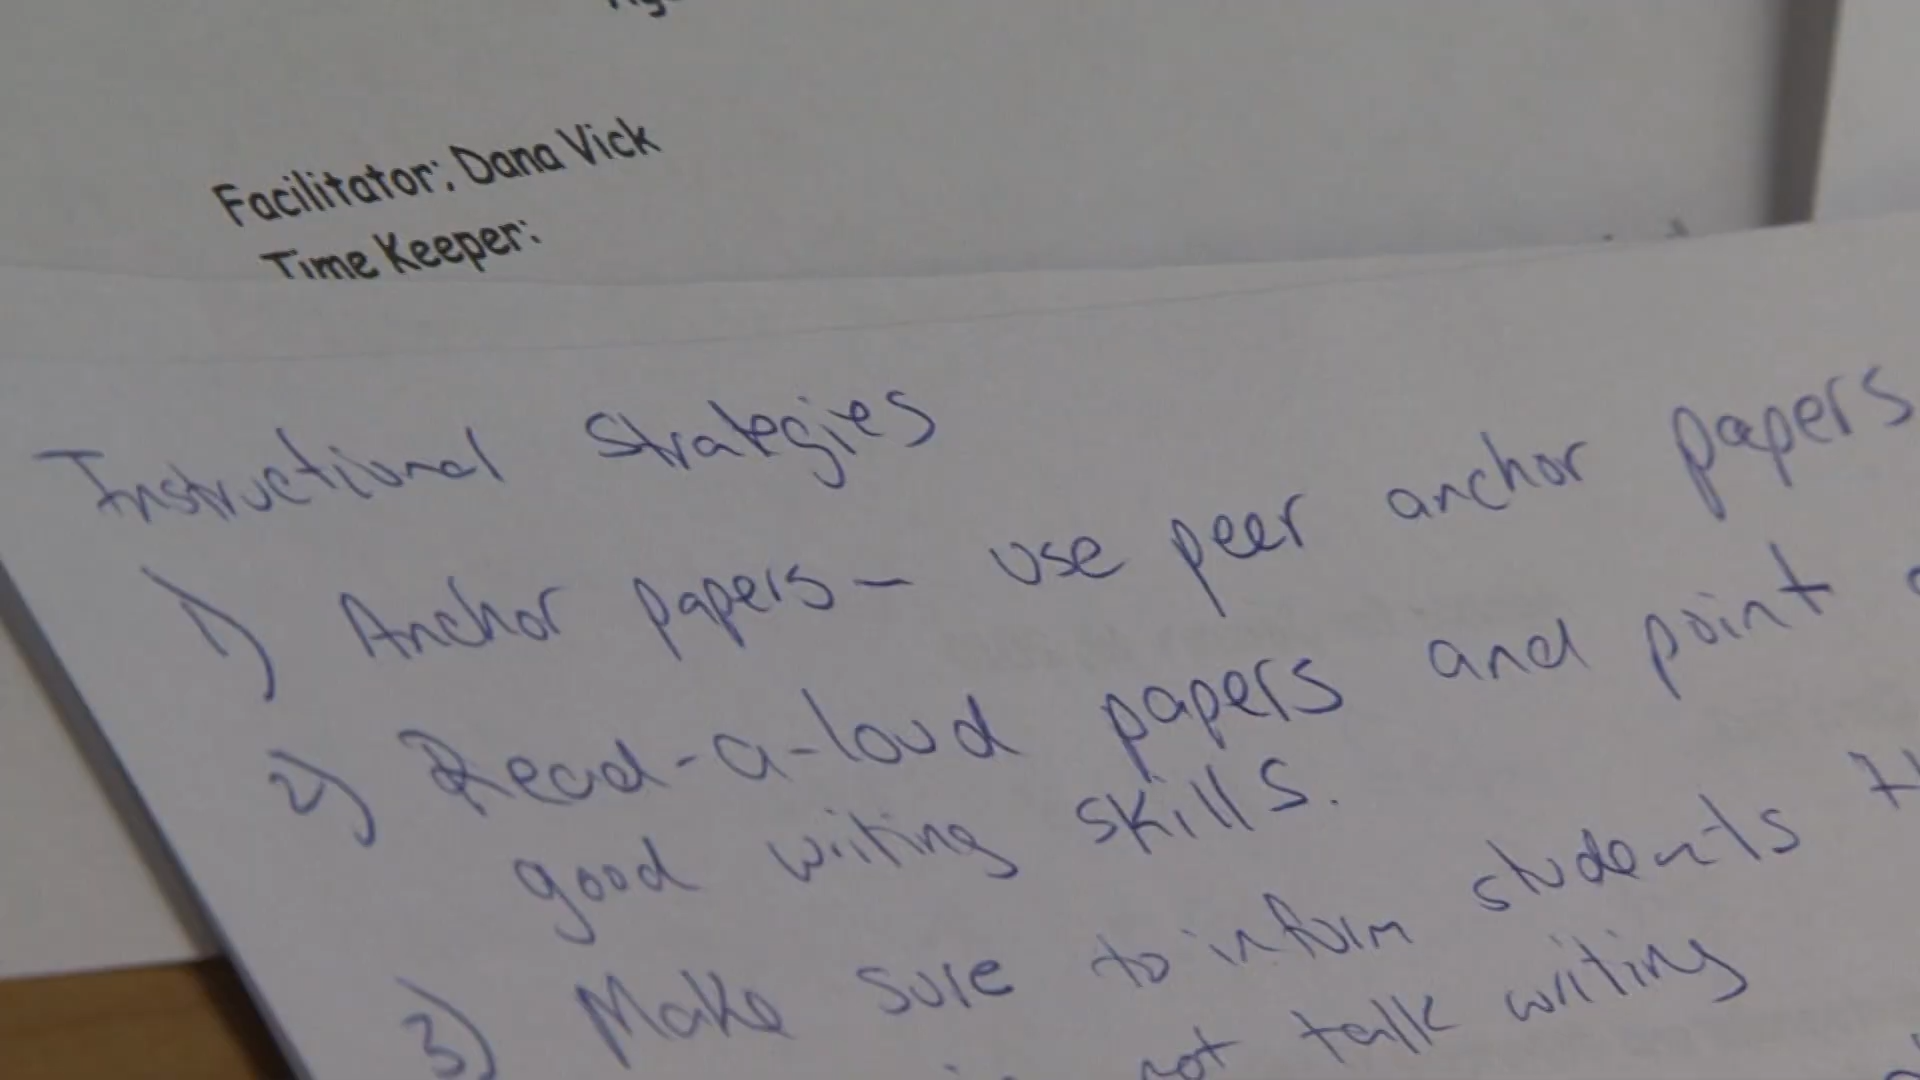 Facilitator: Dana Vick
Time Keeper:
Instructional Strategies
1) Anchor papers - use peer anchor papers
2) Read-a-loud papers and point
good writing skills.
3) Make sure to inform students
not talk writing